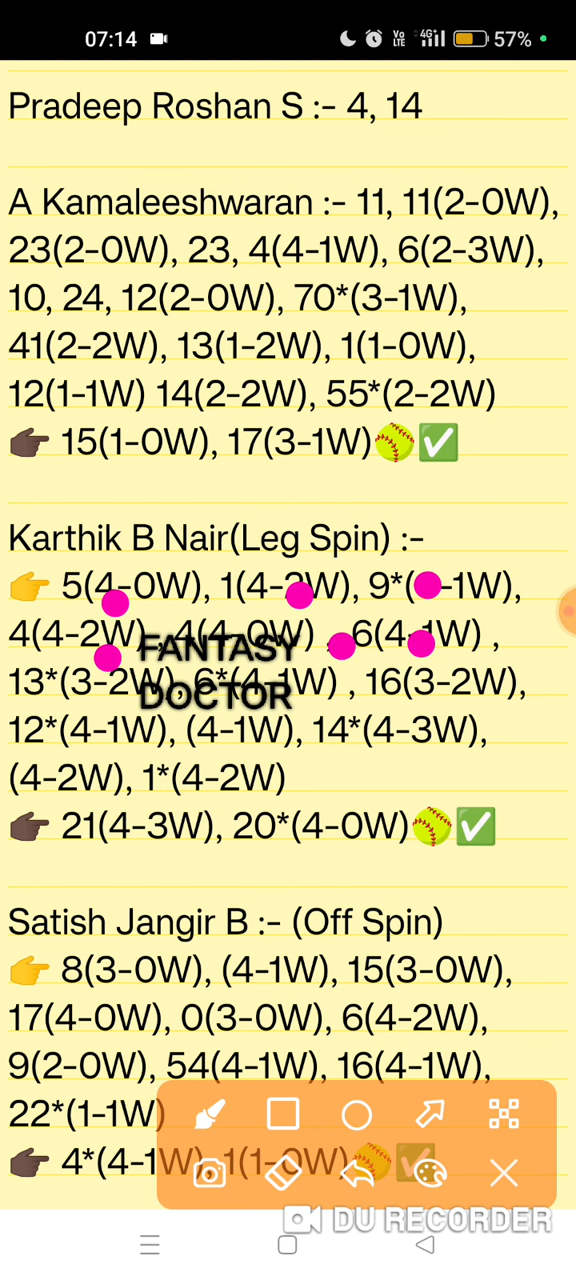 07:14 Vo LTE 4G+ 57%
Pradeep Roshan S :- 4, 14
A Kamaleeshwaran :- 11, 11(2-0W),
23(2-0W), 23, 4(4-1W), 6(2-3W),
10, 24, 12(2-0W), 70*(3-1W),
41(2-2W), 13(1-2W), 1(1-0W),
12(1-1W) 14(2-2W), 55*(2-2W)
👉🏿 15(1-0W), 17(3-1W)🥎✅
Karthik B Nair(Leg Spin) :-
👉 5(4-0W), 1(4-2W), 9*( -1W),
4(4-2W), 4(4-0W) , 6(4-1W) ,
FANTASY
13*(3-2W), 6*(4-1W) , 16(3-2W),
DOCTOR
12*(4-1W), (4-1W), 14*(4-3W),
(4-2W), 1*(4-2W)
👉🏿 21(4-3W), 20*(4-0W)🥎✅
Satish Jangir B :- (Off Spin)
👉 8(3-0W), (4-1W), 15(3-0W),
17(4-0W), 0(3-0W), 6(4-2W),
9(2-0W), 54(4-1W), 16(4-1W),
22*(1-1W)
👉🏿 4*(4-1W), 1(1-0W)🥎✅
DU RECORDER